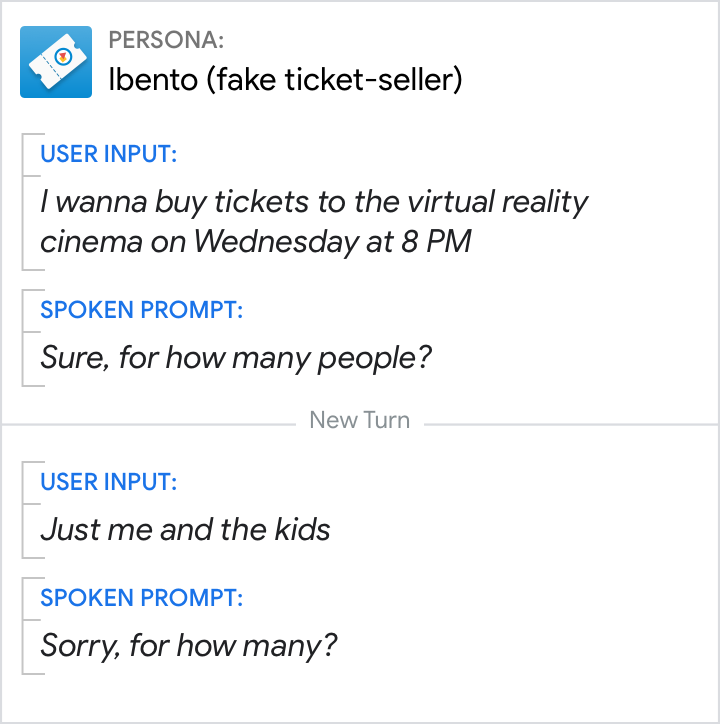 PERSONA:
Ibento (fake ticket-seller)
USER INPUT:
I wanna buy tickets to the virtual reality
cinema on Wednesday at 8 PM
SPOKEN PROMPT:
Sure, for how many people?
New Turn
USER INPUT:
Just me and the kids
SPOKEN PROMPT:
Sorry, for how many?